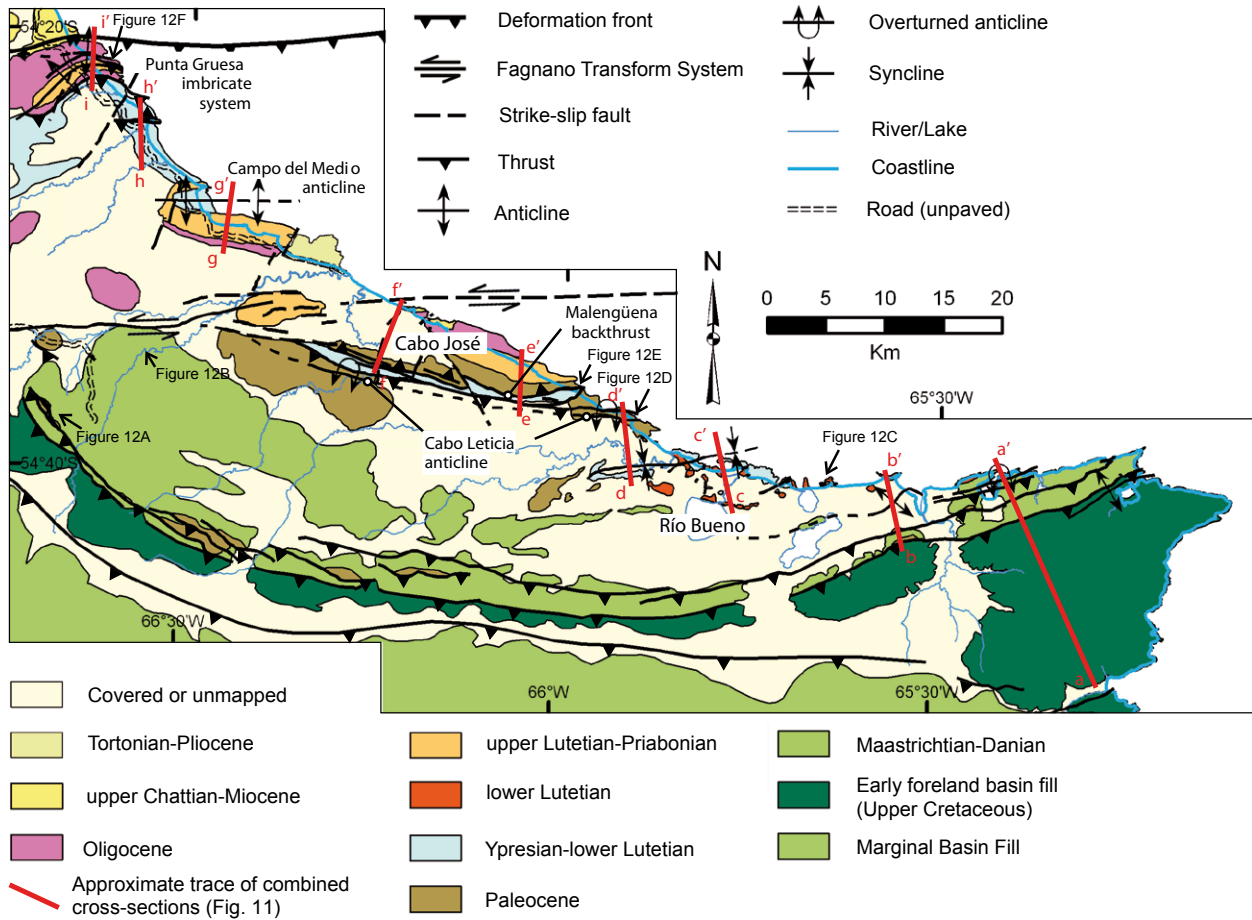 54°20'S
i'
Figure 12F
Punta Gruesa
imbricate
system
i
h'
h
Campo del Medio
anticline
g'
g
Deformation front
Fagnano Transform System
Strike-slip fault
Thrust
Anticline
Overturned anticline
Syncline
River/Lake
Coastline
Road (unpaved)
N
0 5 10 15 20
Km
f'
Malengüena
backthrust
Cabo José
e'
Figure 12E
Figure 12D
Figure 12B
f
e
d'
65°30'W
Figure 12A
Cabo Leticia
anticline
c'
Figure 12C
b'
a'
54°40'S
d
c
Río Bueno
b
66°30'W
66°W
65°30'W
a
Covered or unmapped
Tortonian-Pliocene
upper Chattian-Miocene
Oligocene
Approximate trace of combined
cross-sections (Fig. 11)
upper Lutetian-Priabonian
lower Lutetian
Ypresian-lower Lutetian
Paleocene
Maastrichtian-Danian
Early foreland basin fill
(Upper Cretaceous)
Marginal Basin Fill